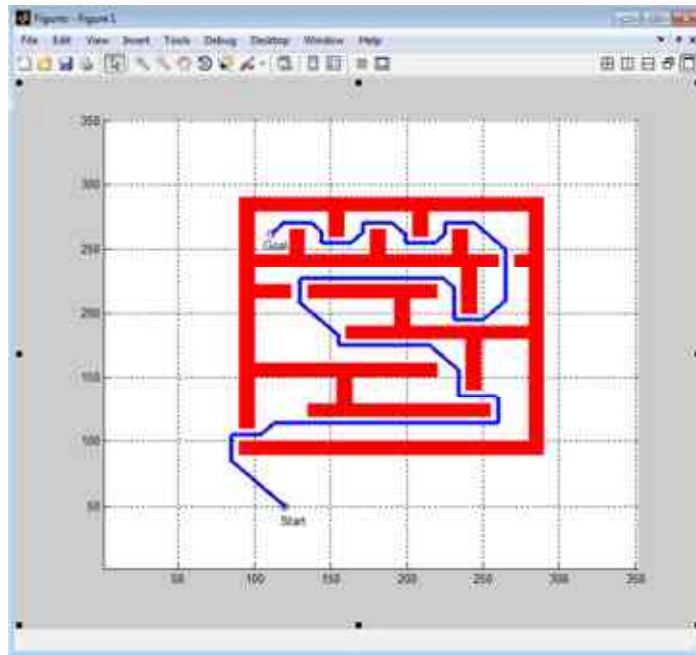 Figures - Figure 1
File Edit View Insert Tools Debug Desktop Window Help
350
300
250
200
150
100
50
Goal
Start
50 100 150 200 250 300 350